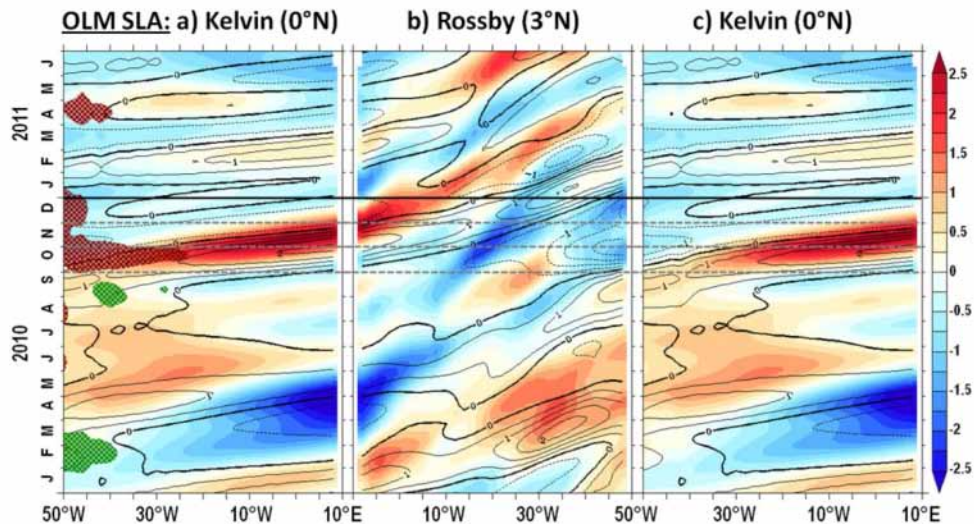 OLM SLA: a) Kelvin (0°N) b) Rossby (3°N) c) Kelvin (0°N)
2011
J
M
A
M
F
J
D
N
O
S
A
J
J
M
A
M
F
J
2010
50°W 30°W 10°W 10°E 10°W 30°W 50°W 30°W 10°W 10°E
2.5
2
1.5
1
0.5
0
-0.5
-1
-1.5
-2
-2.5